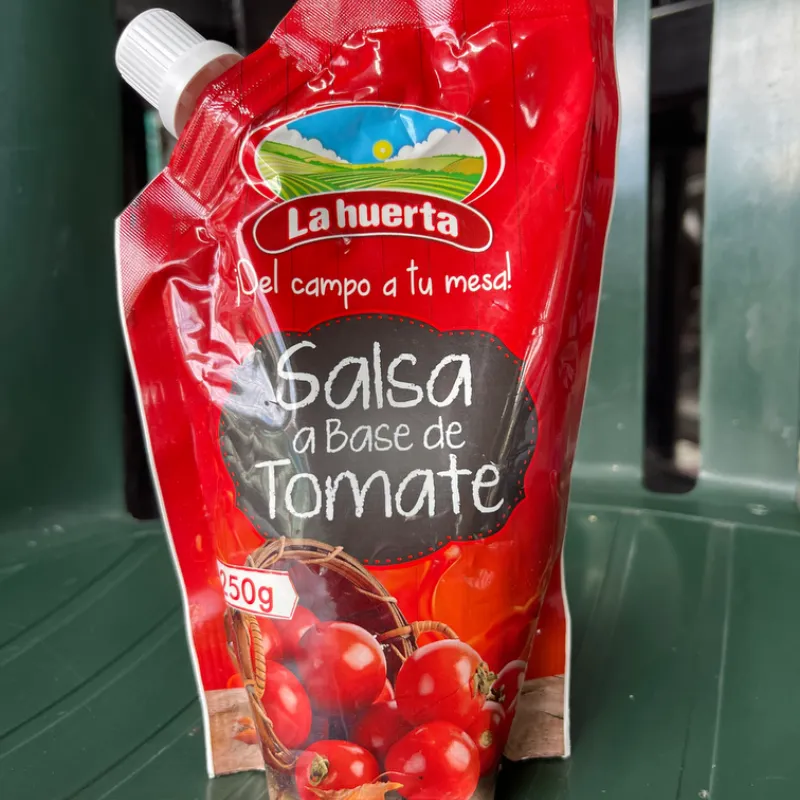 La huerta
¡Del campo a tu mesa!
Salsa
a Base de
Tomate
250g